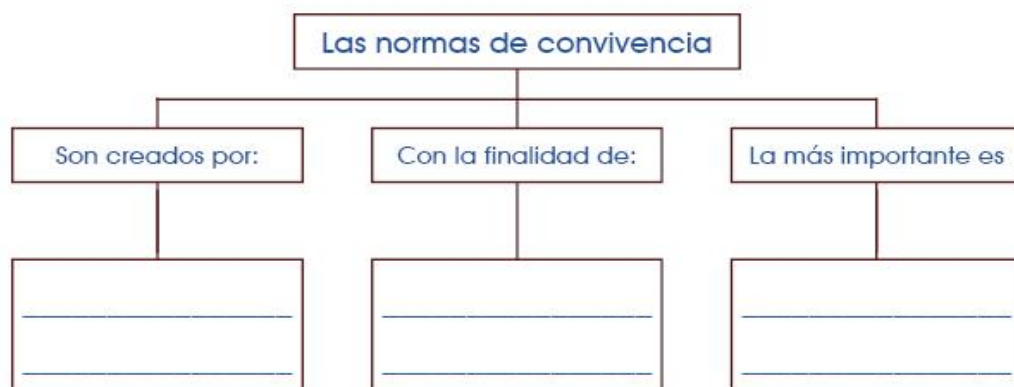 Las normas de convivencia
Son creados por:
Con la finalidad de:
La más importante es